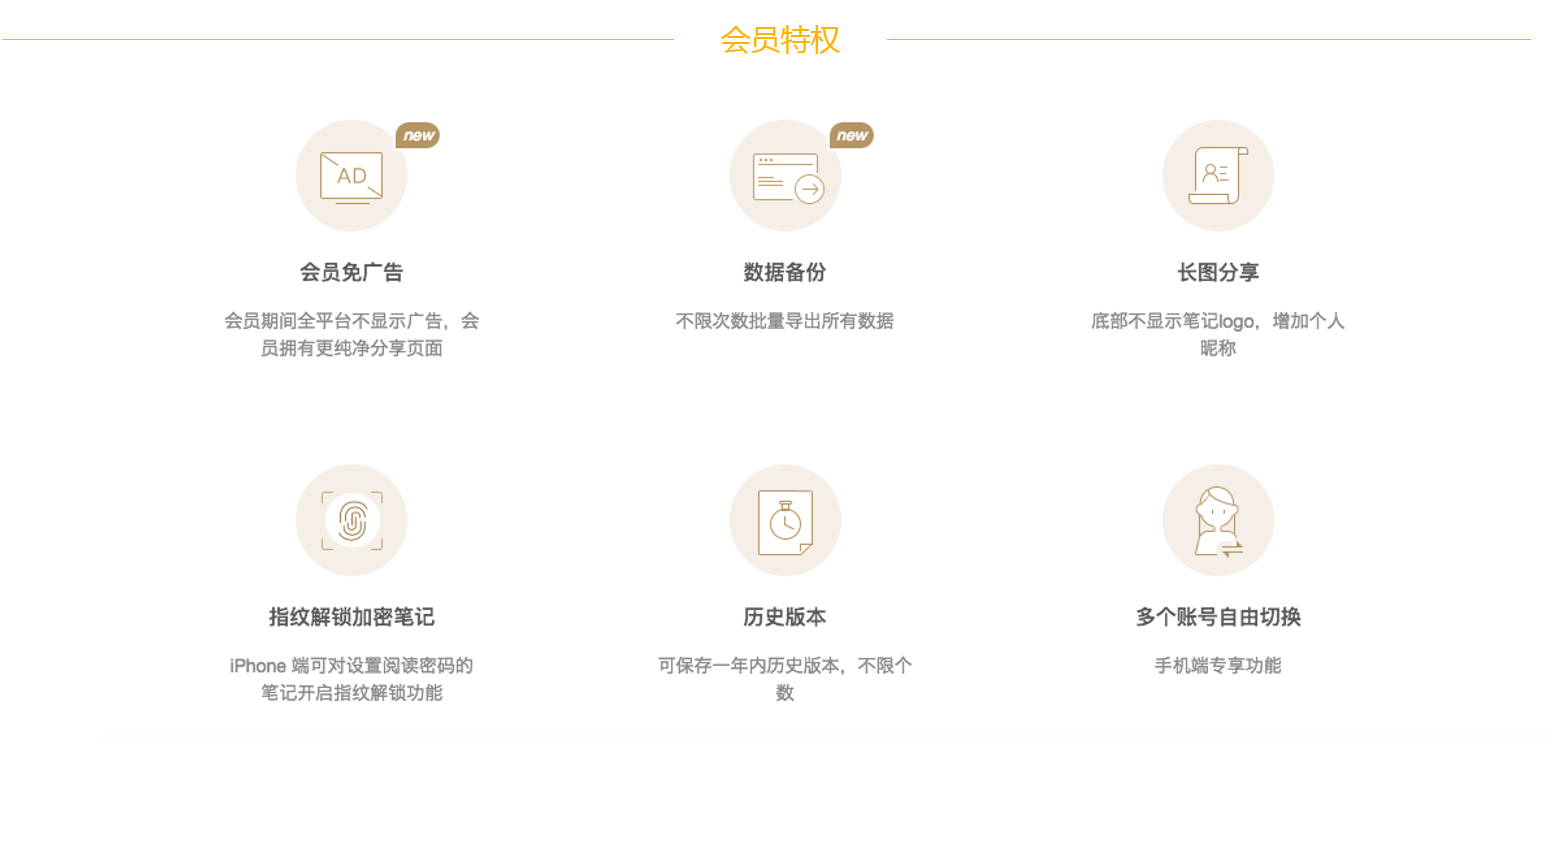 会员特权
new
AD
会员免广告
会员期间全平台不显示广告，会
员拥有更纯净分享页面
new
数据备份
不限次数批量导出所有数据
长图分享
底部不显示笔记logo，增加个人
昵称
指纹解锁加密笔记
iPhone 端可对设置阅读密码的
笔记开启指纹解锁功能
历史版本
可保存一年内历史版本，不限个
数
多个账号自由切换
手机端专享功能